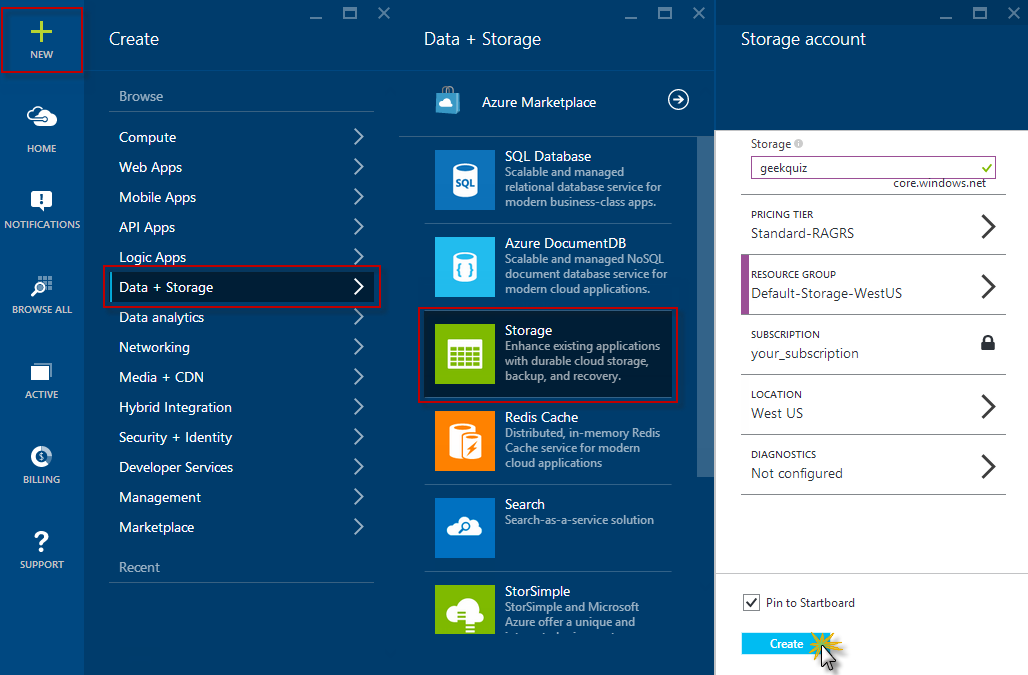 NEW
HOME
NOTIFICATIONS
BROWSE ALL
ACTIVE
BILLING
SUPPORT
Create
Browse
Compute
Web Apps
Mobile Apps
API Apps
Logic Apps
Data + Storage
Data analytics
Networking
Media + CDN
Hybrid Integration
Security + Identity
Developer Services
Management
Marketplace
Recent
Data + Storage
Azure Marketplace
SQL
SQL Database
Scalable and managed
relational database service for
modern business-class apps.
Azure DocumentDB
Scalable and managed NoSQL
document database service for
modern cloud applications.
Storage
Enhance existing applications
with durable cloud storage,
backup, and recovery.
Redis Cache
Distributed, in-memory Redis
Cache service for modern
cloud applications
Search
Search-as-a-service solution
StorSimple
StorSimple and Microsoft
Azure offer a unique and
Storage account
Storage
geekquiz
core.windows.net
PRICING TIER
Standard-RAGRS
RESOURCE GROUP
Default-Storage-WestUS
SUBSCRIPTION
your_subscription
LOCATION
West US
DIAGNOSTICS
Not configured
Pin to Startboard
Create